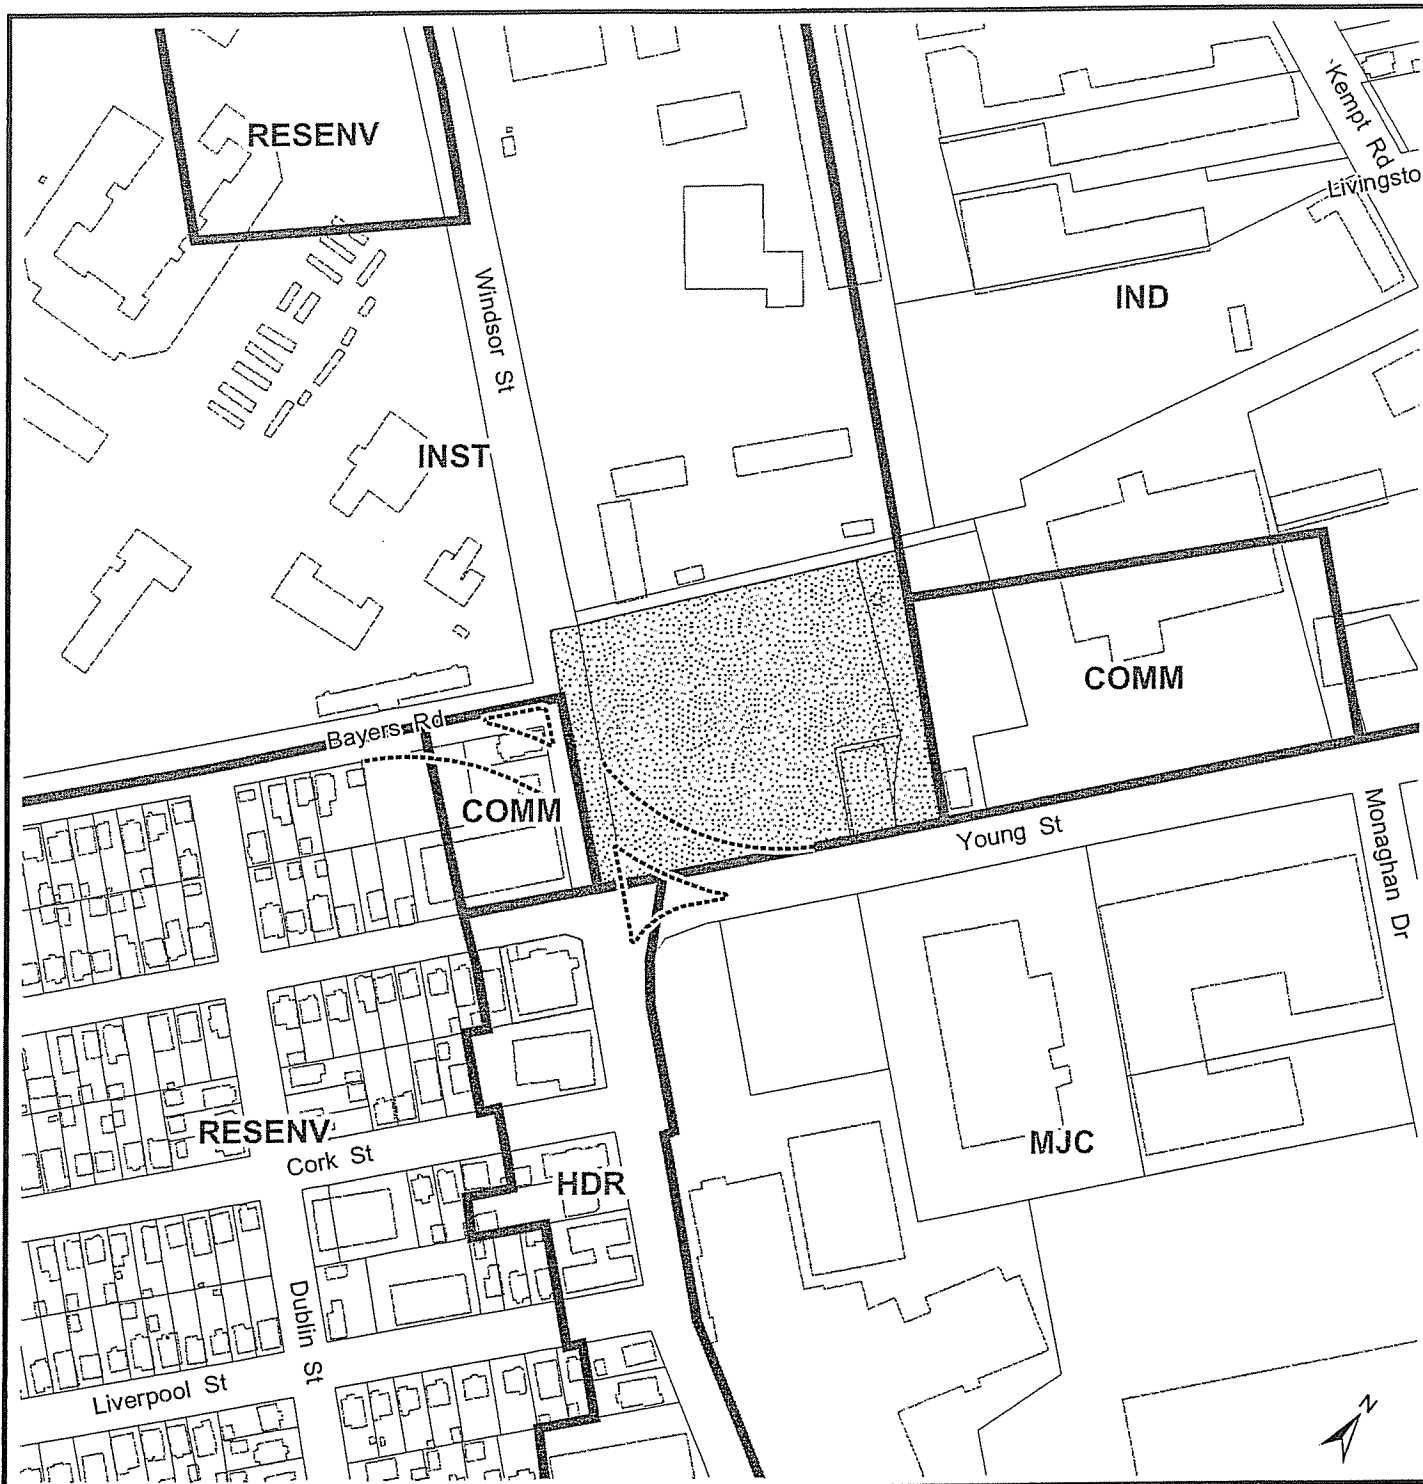 RESENV
Kempt Rd
Livingsto
IND
Windsor St
INST
COMM
Bayers Rd
COMM
Young St
Monaghan Dr
RESENV
Cork St
HDR
MJC
Dublin St
Liverpool St
N